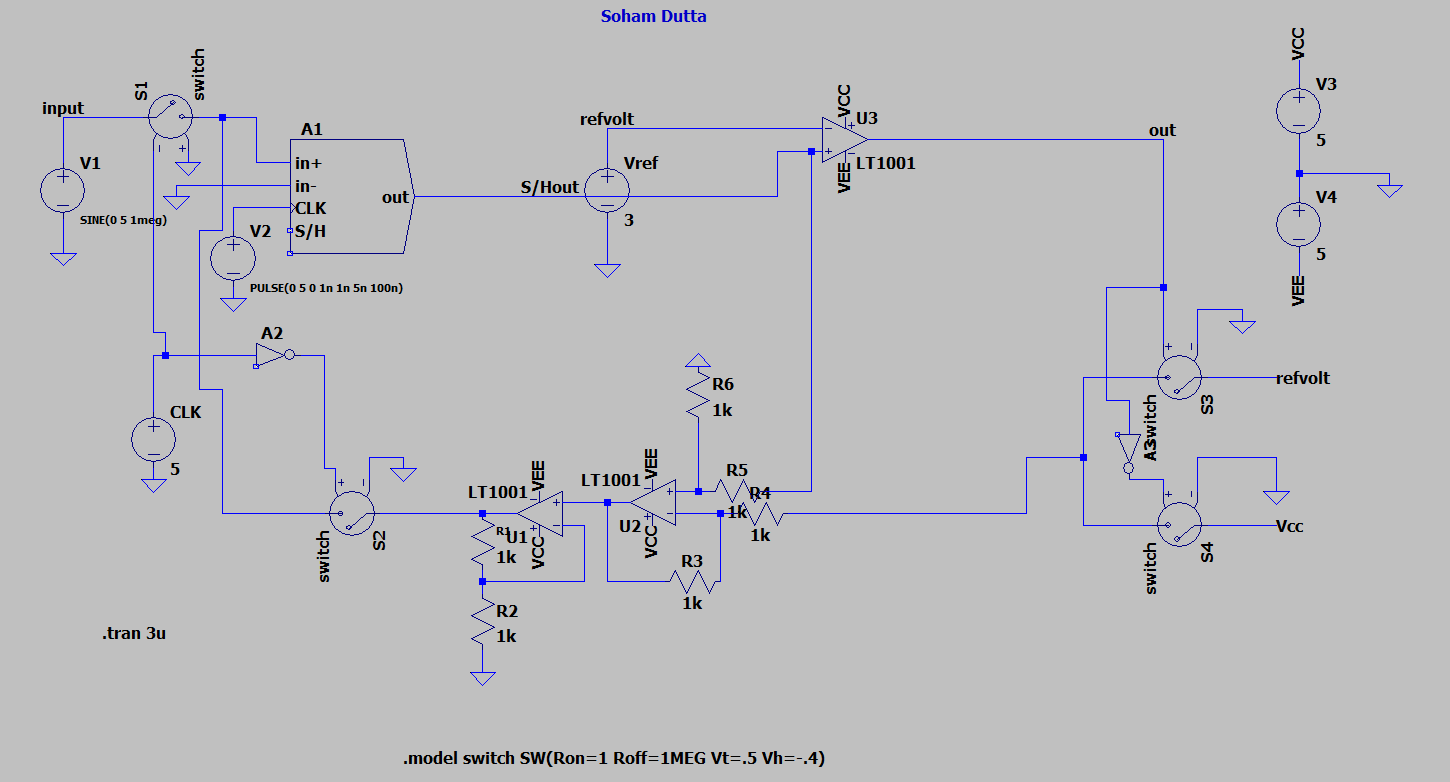 Soham Dutta
input
S1
switch
V1
SINE(0 5 1meg)
A1
in+
in-
CLK
S/H
out
V2
PULSE(0 5 0 1n 1n 5n 100n)
S/Hout
refvolt
Vref
3
VCC
U3
VEE
LT1001
out
VCC
V3
5
V4
5
VEE
A2
CLK
5
switch
S2
LT1001
VEE
U1
VCC
R1
1k
R2
1k
LT1001
VEE
U2
VCC
R6
1k
R5
1k
R4
1k
R3
1k
switch
S3
refvolt
A3
switch
S4
Vcc
.tran 3u
.model switch SW(Ron=1 Roff=1MEG Vt=.5 Vh=-.4)